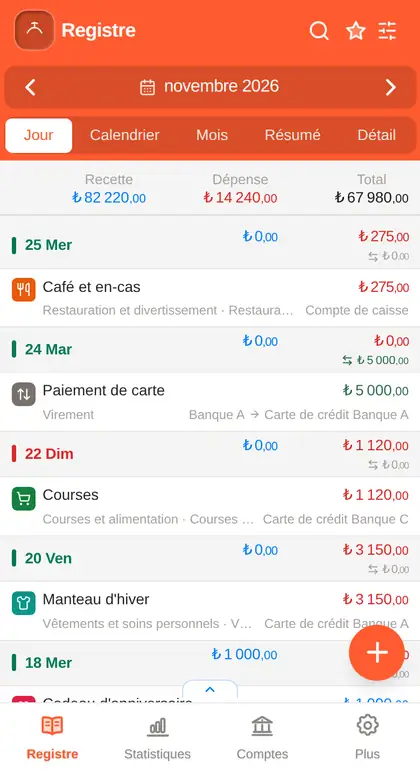 Registre
novembre 2026
Jour Calendrier Mois Résumé Détail
Recette Dépense Total
₺ 82 220,00 ₺ 14 240,00 ₺ 67 980,00
25 Mer ₺ 0,00 ₺ 275,00
₺ 0,00
Café et en-cas ₺ 275,00
Restauration et divertissement · Restaura… Compte de caisse
24 Mar ₺ 0,00 ₺ 0,00
₺ 5 000,00
Paiement de carte ₺ 5 000,00
Virement Banque A → Carte de crédit Banque A
22 Dim ₺ 0,00 ₺ 1 120,00
₺ 0,00
Courses ₺ 1 120,00
Courses et alimentation · Courses … Carte de crédit Banque C
20 Ven ₺ 0,00 ₺ 3 150,00
₺ 0,00
Manteau d'hiver ₺ 3 150,00
Vêtements et soins personnels · V… Carte de crédit Banque A
18 Mer ₺ 1 000,00
Cadeau d'anniversaire ₺ 1 000,00
Registre Statistiques Comptes Plus